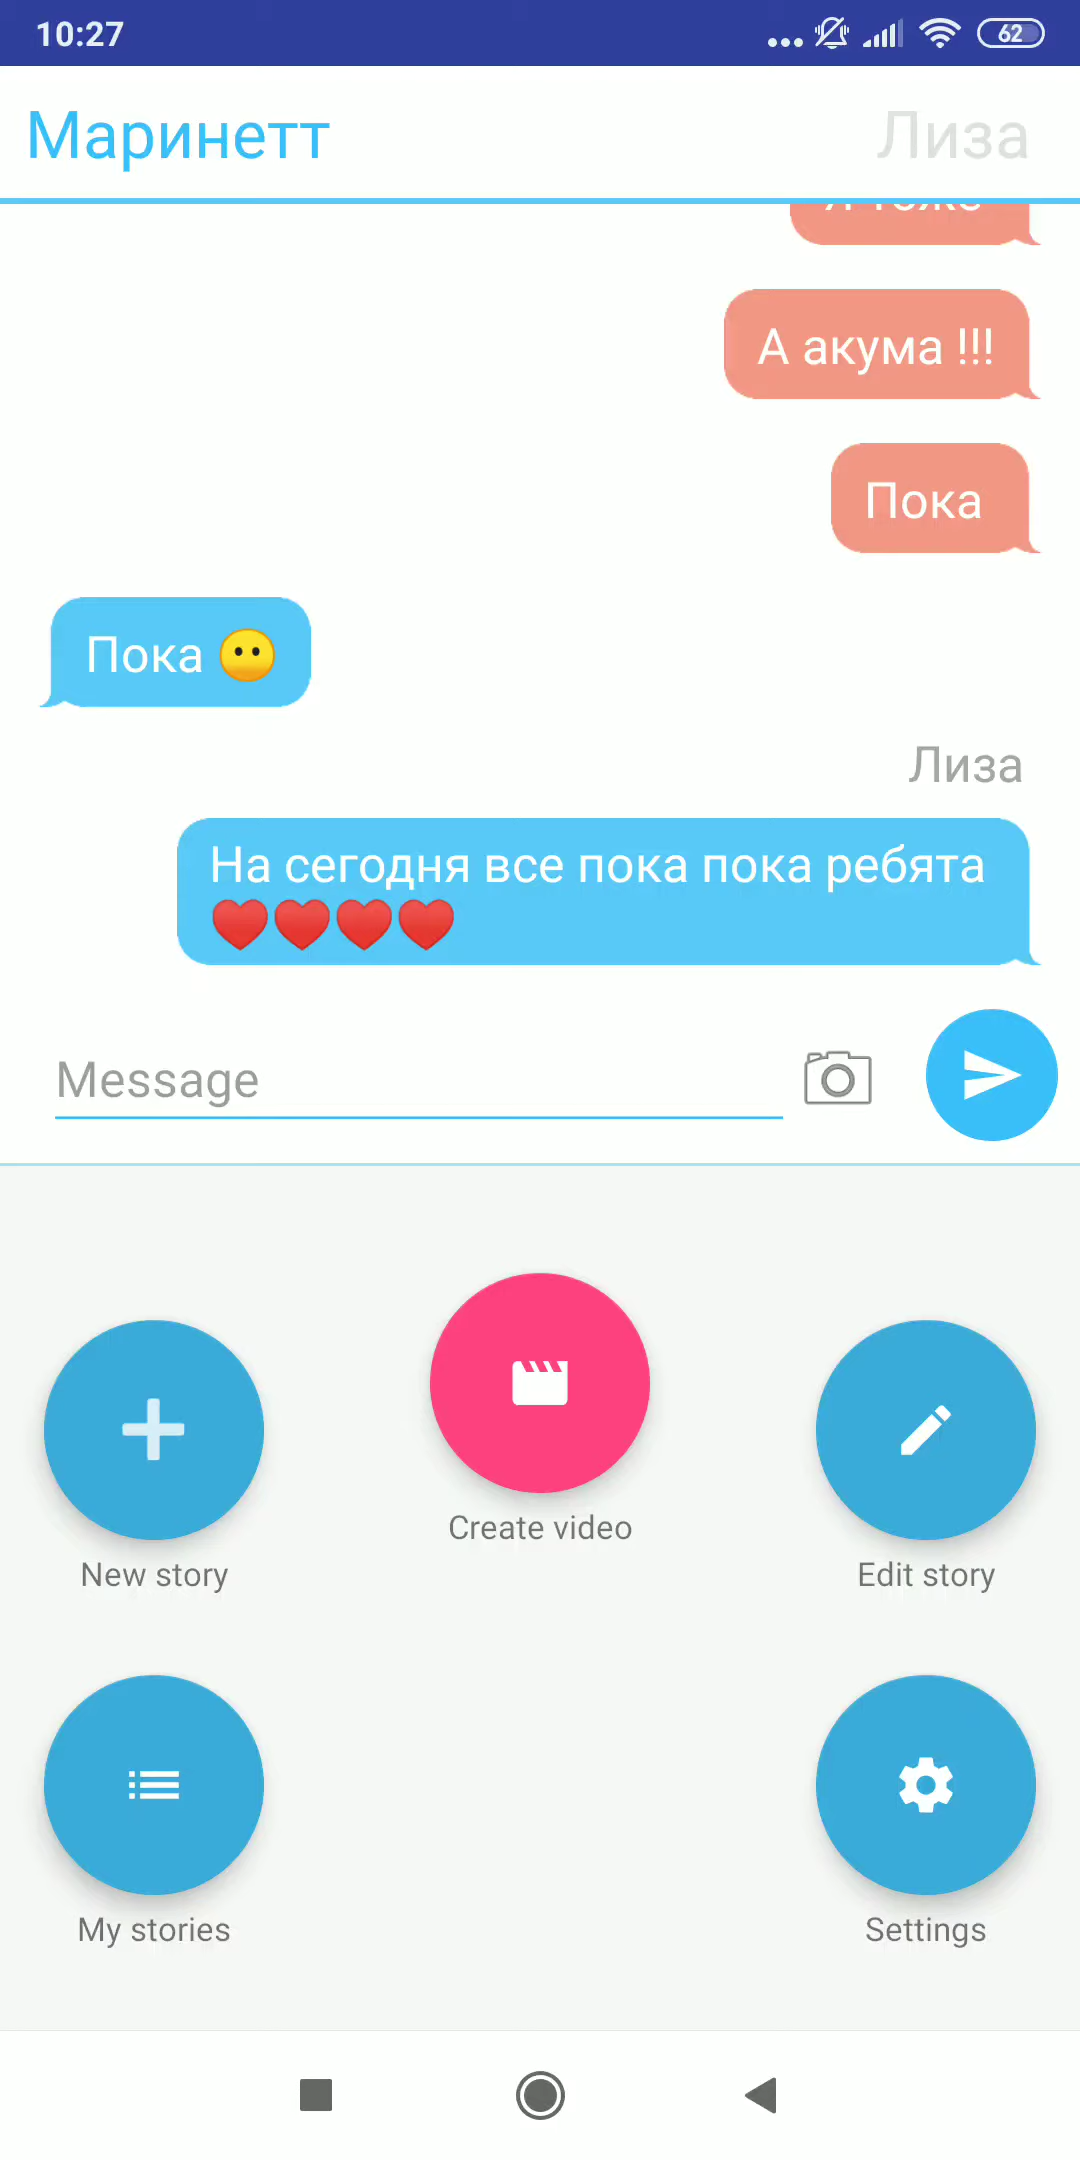 10:27
62
Маринетт
Лиза
А акума !!!
Пока
Пока 😶
Лиза
На сегодня все пока пока ребята
❤️❤️❤️❤️
Message
Create video
New story
Edit story
My stories
Settings